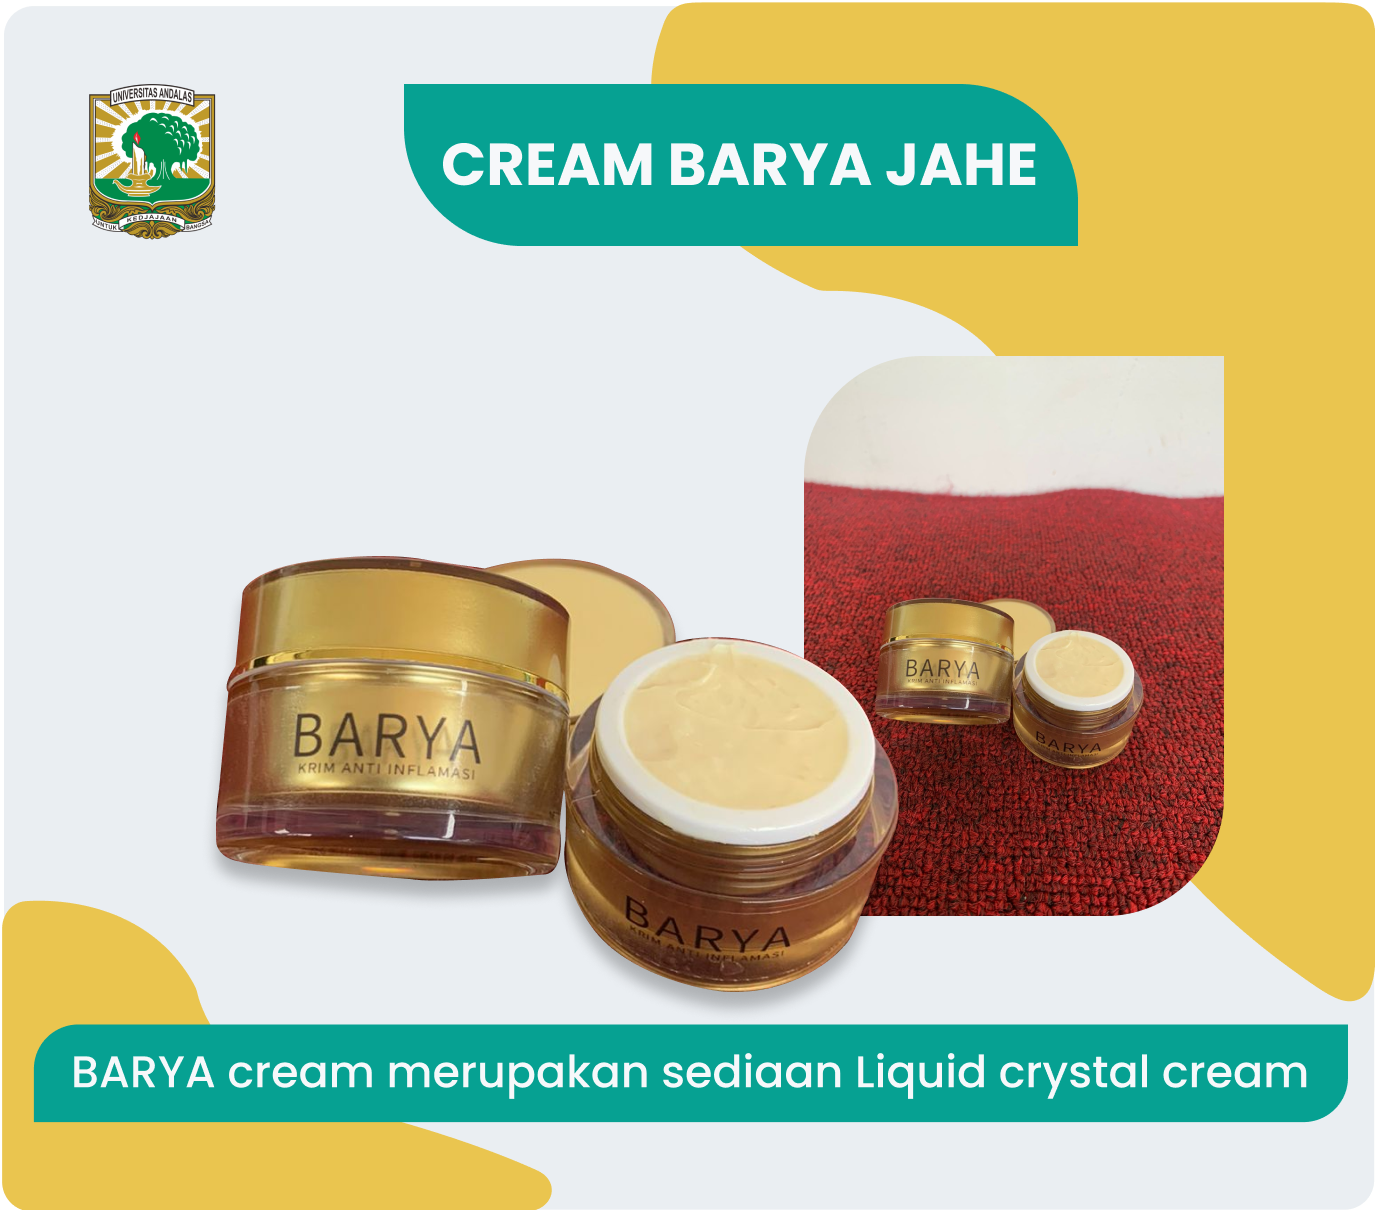 UNIVERSITAS ANDALAS
UNTUK KEDJAJAAN BANGSA
CREAM BARYA JAHE
BARYA
KRIM ANTI INFLAMASI
BARYA
KRIM ANTI INFLAMASI
BARYA
KRIM ANTI INFLAMASI
BARYA
BARYA cream merupakan sediaan Liquid crystal cream